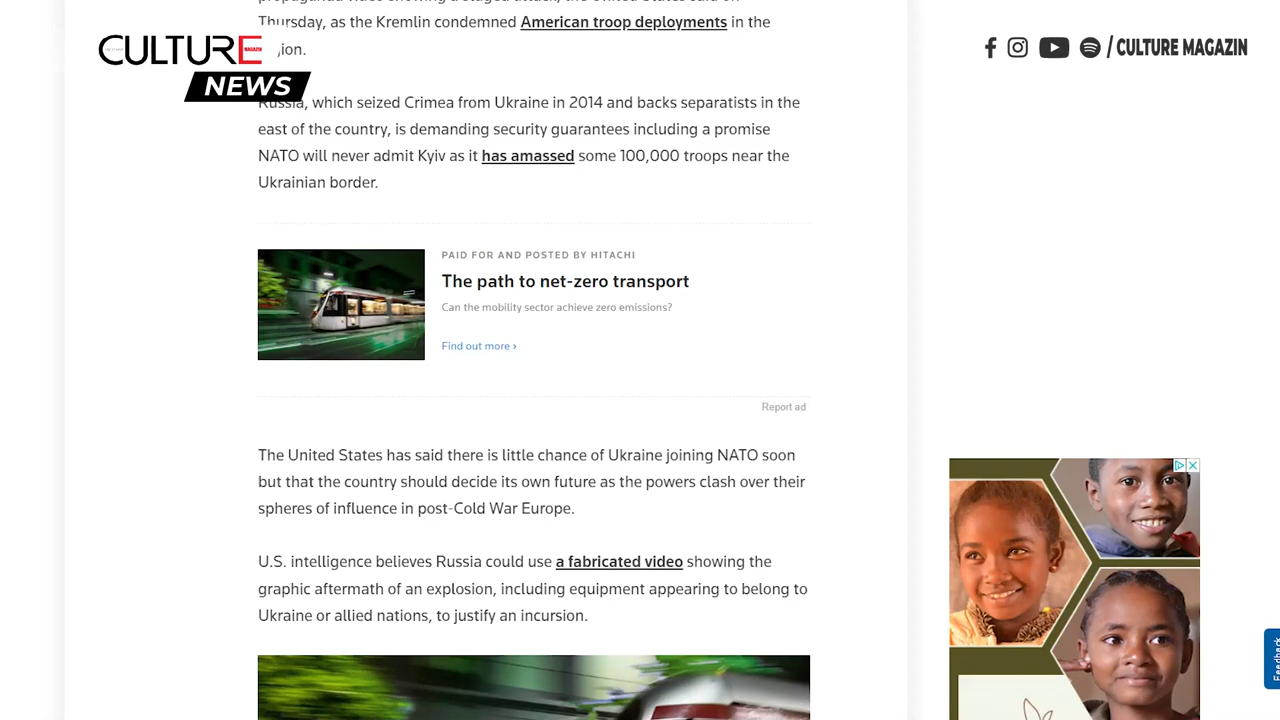 Thursday, as the Kremlin condemned American troop deployments in the
CULTURE
MAGAZIN
NEWS
/ CULTURE MAGAZIN
Russia, which seized Crimea from Ukraine in 2014 and backs separatists in the
east of the country, is demanding security guarantees including a promise
NATO will never admit Kyiv as it has amassed some 100,000 troops near the
Ukrainian border.
PAID FOR AND POSTED BY HITACHI
The path to net-zero transport
Can the mobility sector achieve zero emissions?
Find out more ›
Report ad
The United States has said there is little chance of Ukraine joining NATO soon
but that the country should decide its own future as the powers clash over their
spheres of influence in post-Cold War Europe.
U.S. intelligence believes Russia could use a fabricated video showing the
graphic aftermath of an explosion, including equipment appearing to belong to
Ukraine or allied nations, to justify an incursion.
Feedback